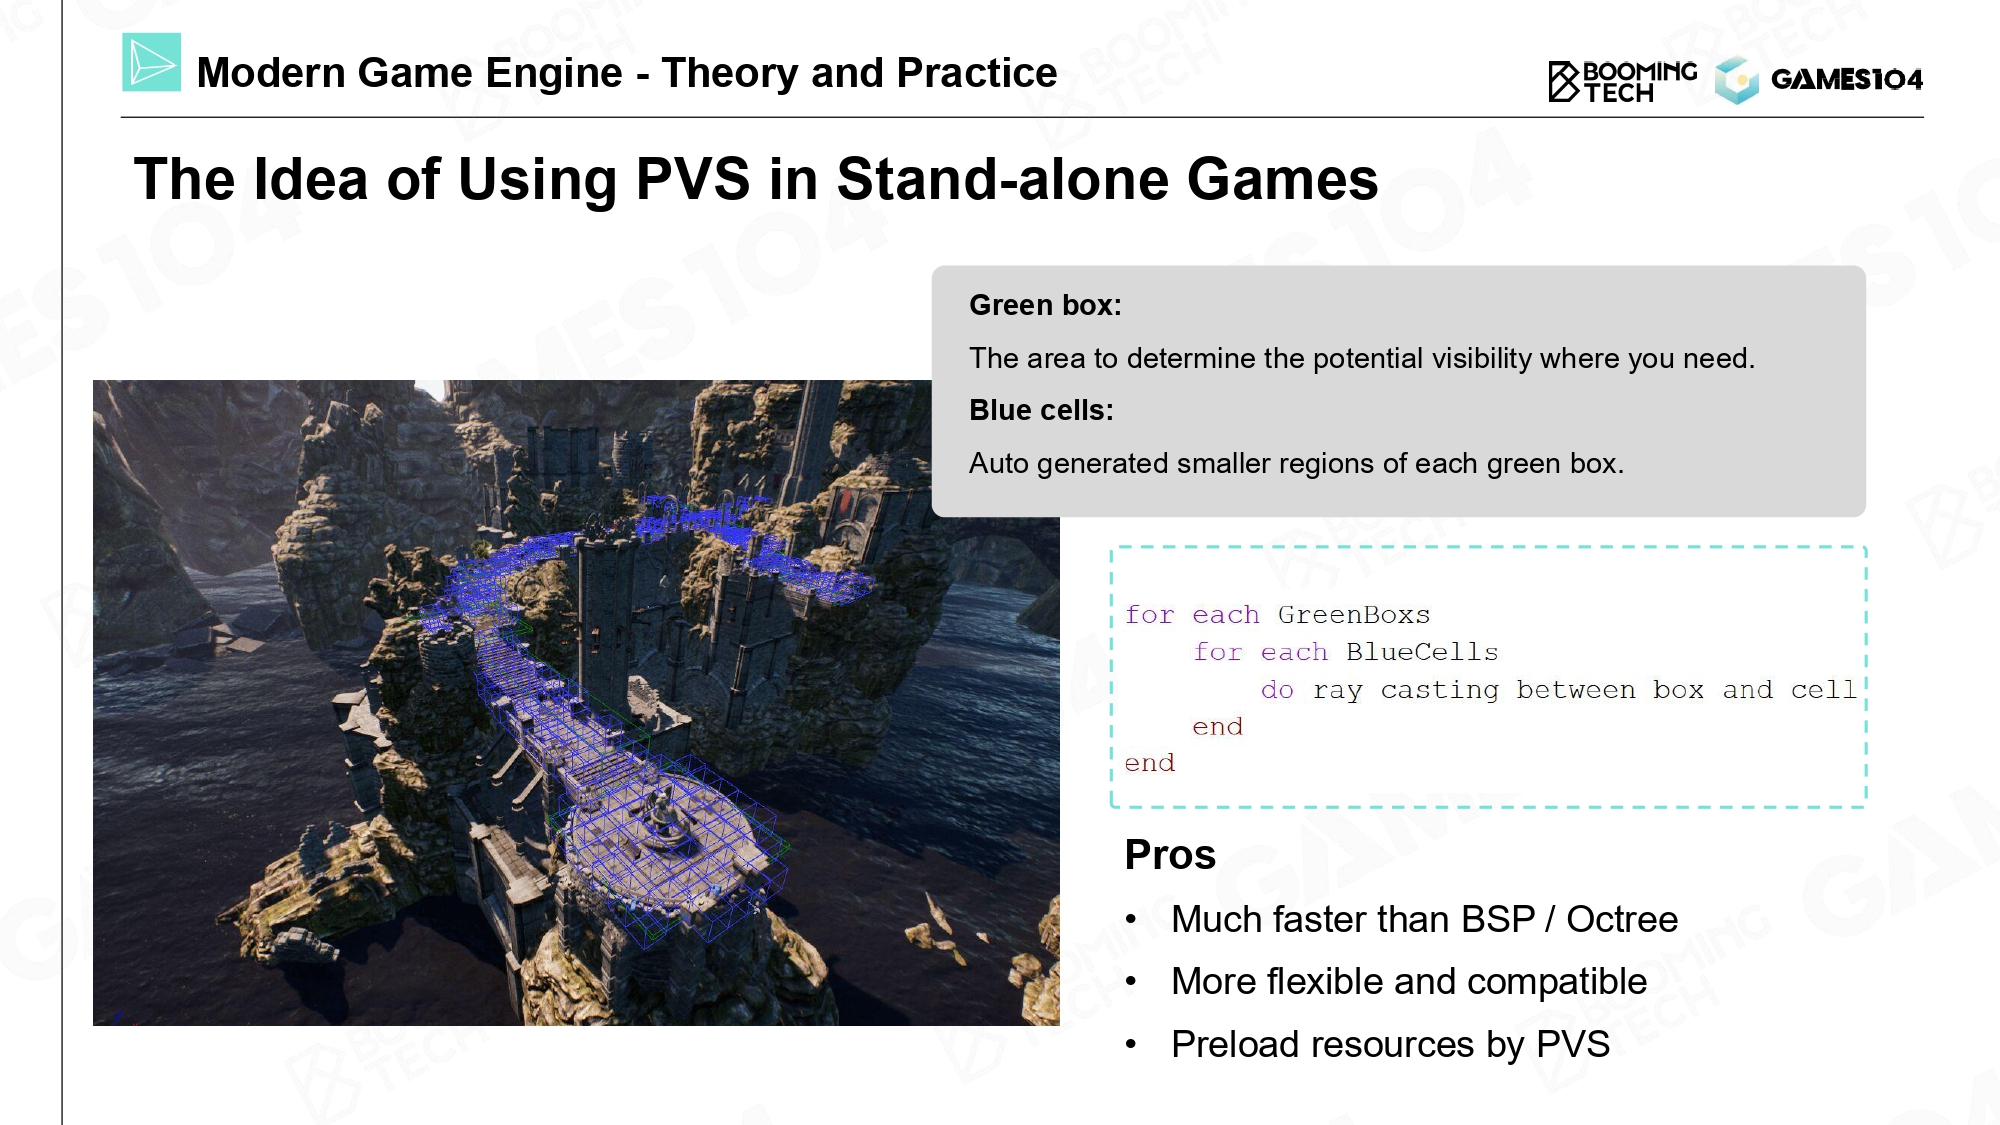 Modern Game Engine - Theory and Practice
BOOMING
TECH
GAMES104
The Idea of Using PVS in Stand-alone Games
Green box:
The area to determine the potential visibility where you need.
Blue cells:
Auto generated smaller regions of each green box.
for each GreenBoxs
for each BlueCells
do ray casting between box and cell
end
end
Pros
• Much faster than BSP / Octree
• More flexible and compatible
• Preload resources by PVS